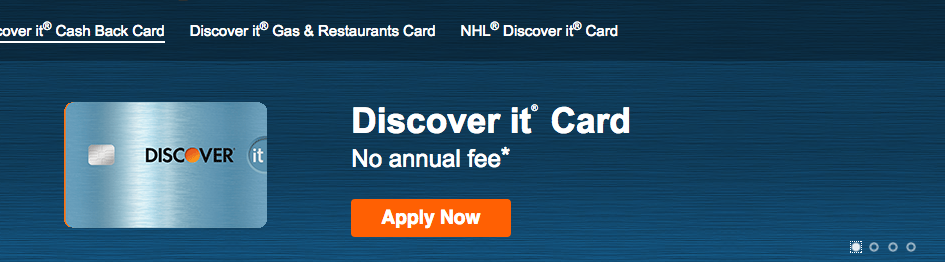 cover it® Cash Back Card Discover it® Gas & Restaurants Card NHL® Discover it® Card
Discover it® Card
No annual fee*
DISCOVER it
Apply Now